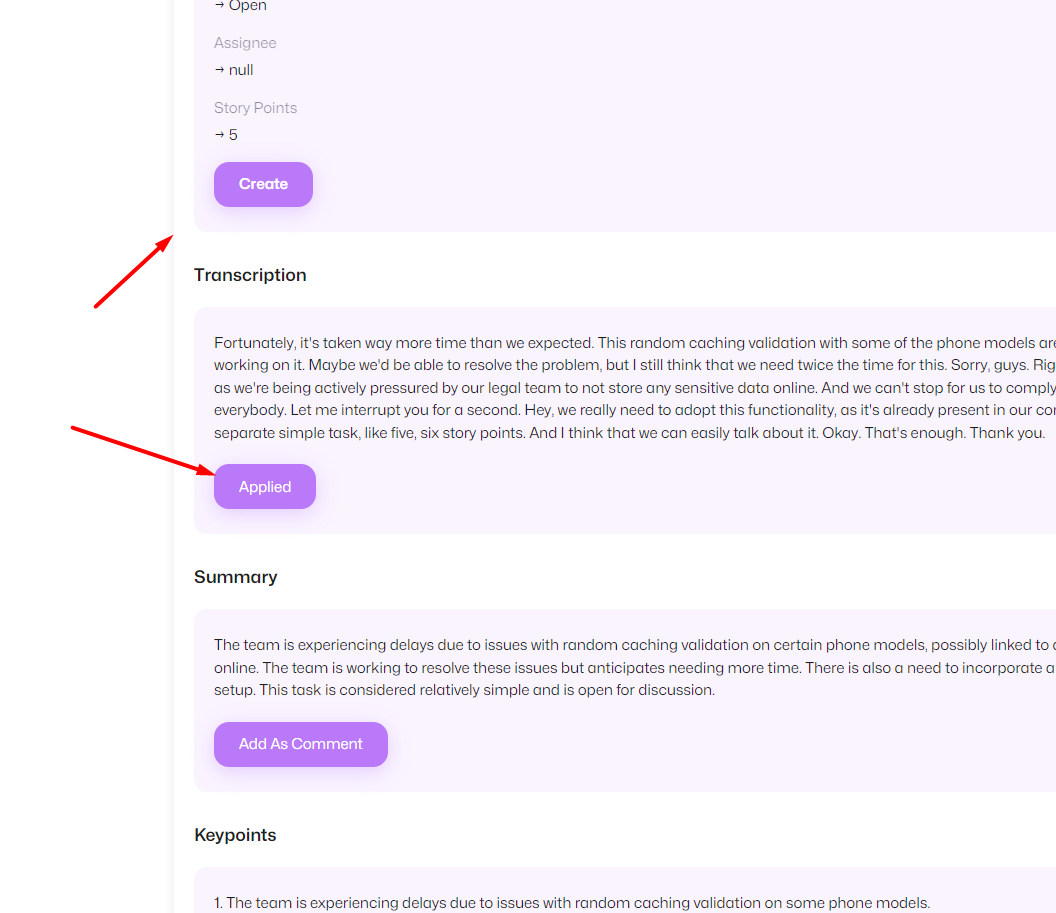 → Open
Assignee
→ null
Story Points
→ 5
Create
Transcription
Fortunately, it's taken way more time than we expected. This random caching validation with some of the phone models are
working on it. Maybe we'd be able to resolve the problem, but I still think that we need twice the time for this. Sorry, guys. Rig
as we're being actively pressured by our legal team to not store any sensitive data online. And we can't stop for us to comply
everybody. Let me interrupt you for a second. Hey, we really need to adopt this functionality, as it's already present in our
separate simple task, like five, six story points. And I think that we can easily talk about it. Okay. That's enough. Thank you.
Applied
Summary
The team is experiencing delays due to issues with random caching validation on certain phone models, possibly linked to
online. The team is working to resolve these issues but anticipates needing more time. There is also a need to incorporate a
setup. This task is considered relatively simple and is open for discussion.
Add As Comment
Keypoints
1. The team is experiencing delays due to issues with random caching validation on some phone models.